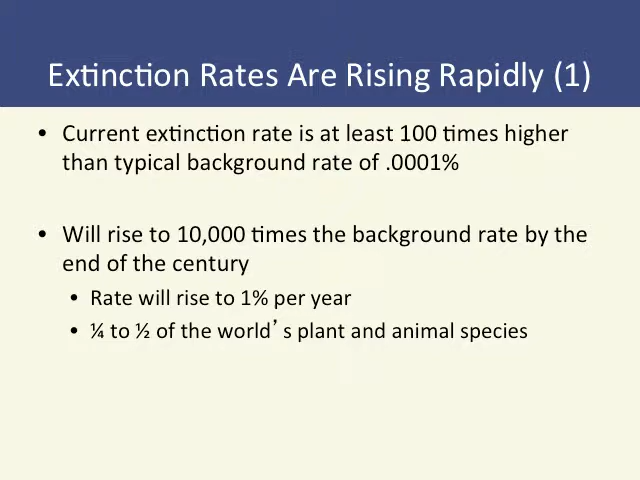 Extinction Rates Are Rising Rapidly (1)
• Current extinction rate is at least 100 times higher
than typical background rate of .0001%
• Will rise to 10,000 times the background rate by the
end of the century
• Rate will rise to 1% per year
• ¼ to ½ of the world’s plant and animal species